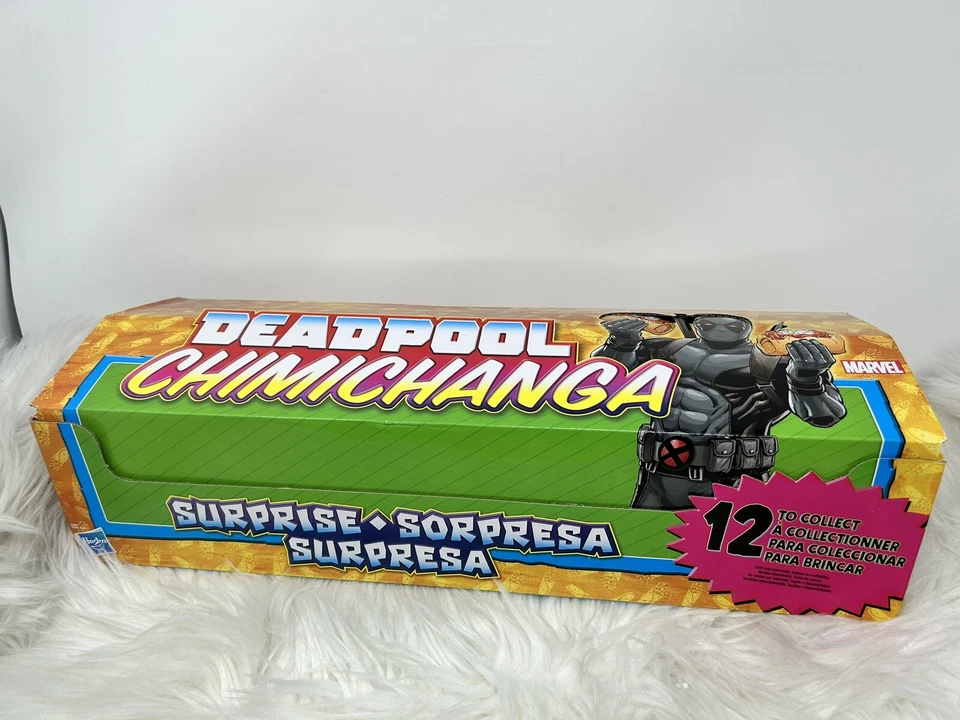 DEADPOOL
CHIMICHANGA
MARVEL
SURPRISE • SORPRESA
SURPRESA
12
TO COLLECT
À COLLECTIONNER
PARA COLECCIONAR
PARA BRINCAR
Hasbro